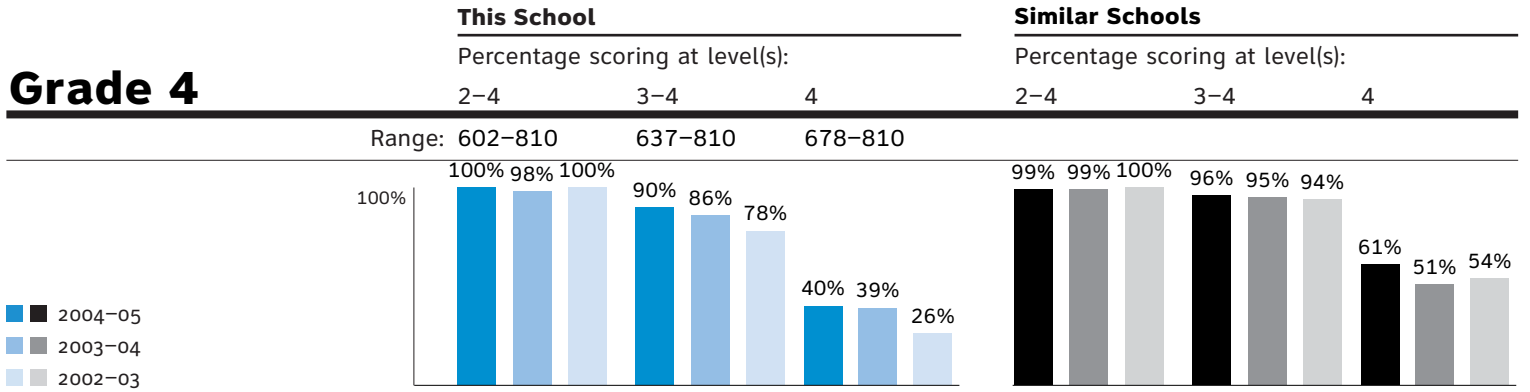 This School
Similar Schools
Percentage scoring at level(s):
Percentage scoring at level(s):
Grade 4
2–4 3–4 4
2–4 3–4 4
Range: 602–810 637–810 678–810
100%
100% 98% 100%
90% 86% 78%
40% 39% 26%
99% 99% 100%
96% 95% 94%
61% 51% 54%
2004–05
2003–04
2002–03